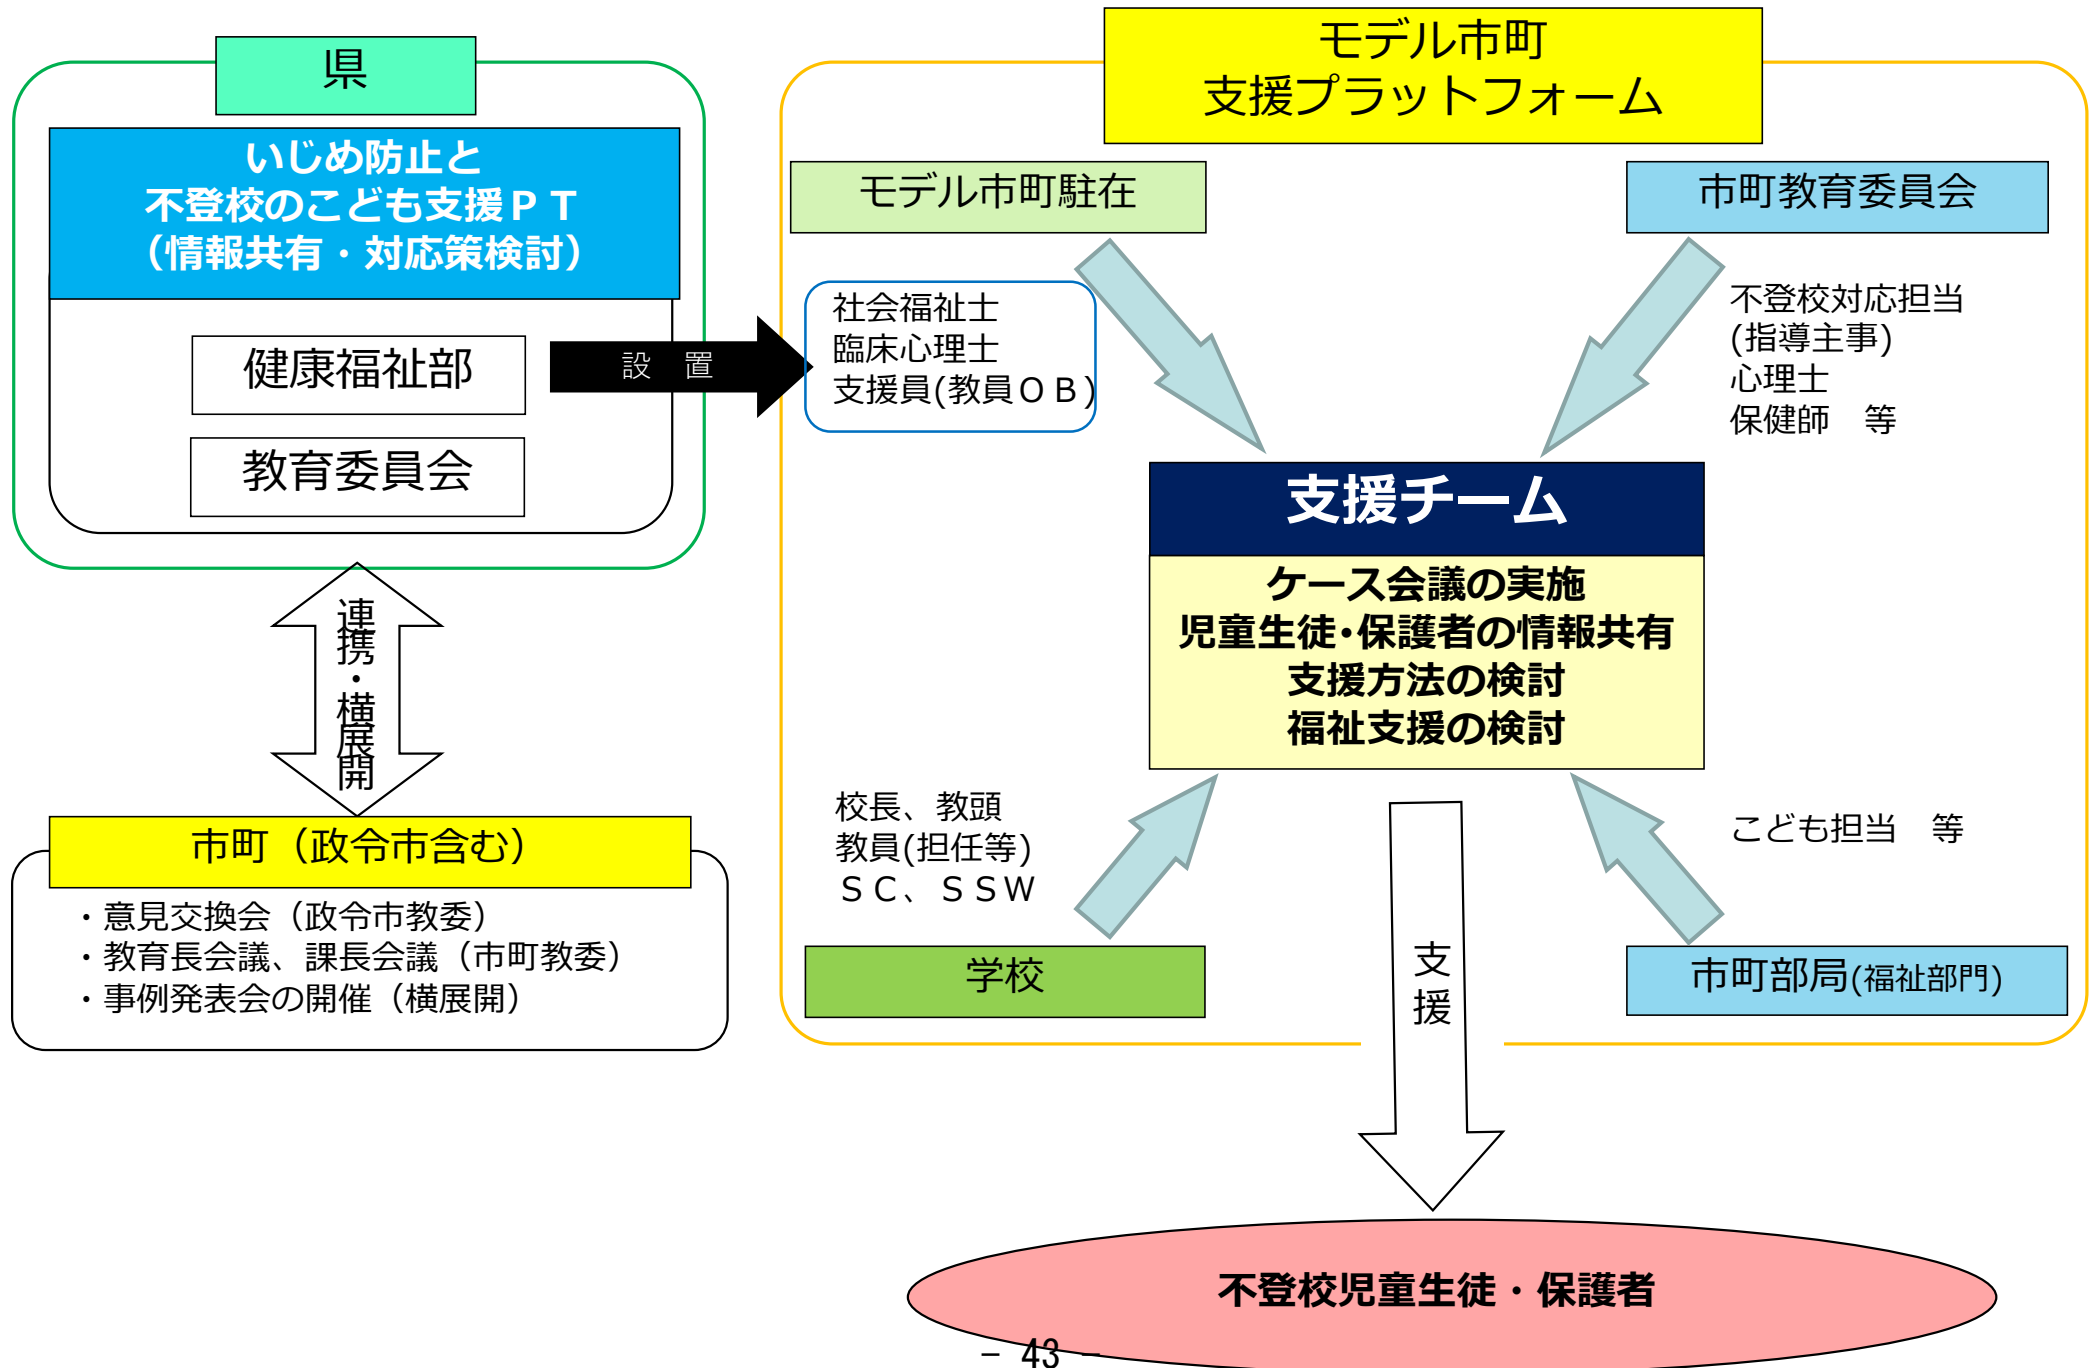 県
いじめ防止と
不登校のこども支援ＰＴ
（情報共有・対応策検討）
健康福祉部
教育委員会
設　置
連携・横展開
市町（政令市含む）
・意見交換会（政令市教委）
・教育長会議、課長会議（市町教委）
・事例発表会の開催（横展開）
モデル市町
支援プラットフォーム
モデル市町駐在
社会福祉士
臨床心理士
支援員(教員ＯＢ)
市町教育委員会
不登校対応担当
(指導主事)
心理士
保健師　等
支援チーム
ケース会議の実施
児童生徒・保護者の情報共有
支援方法の検討
福祉支援の検討
校長、教頭
教員(担任等)
ＳＣ、ＳＳＷ
学校
こども担当　等
市町部局(福祉部門)
支援
不登校児童生徒・保護者
− 43 −